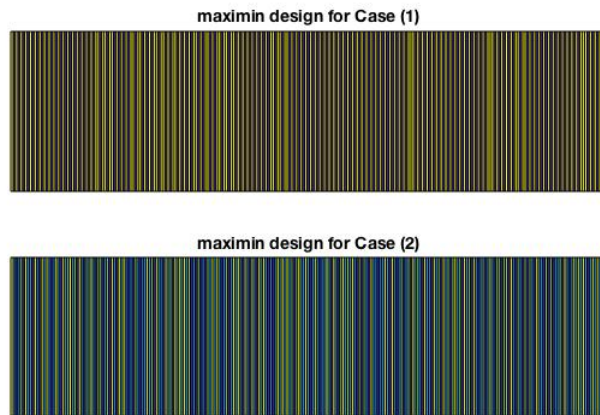 maximin design for Case (1)
maximin design for Case (2)